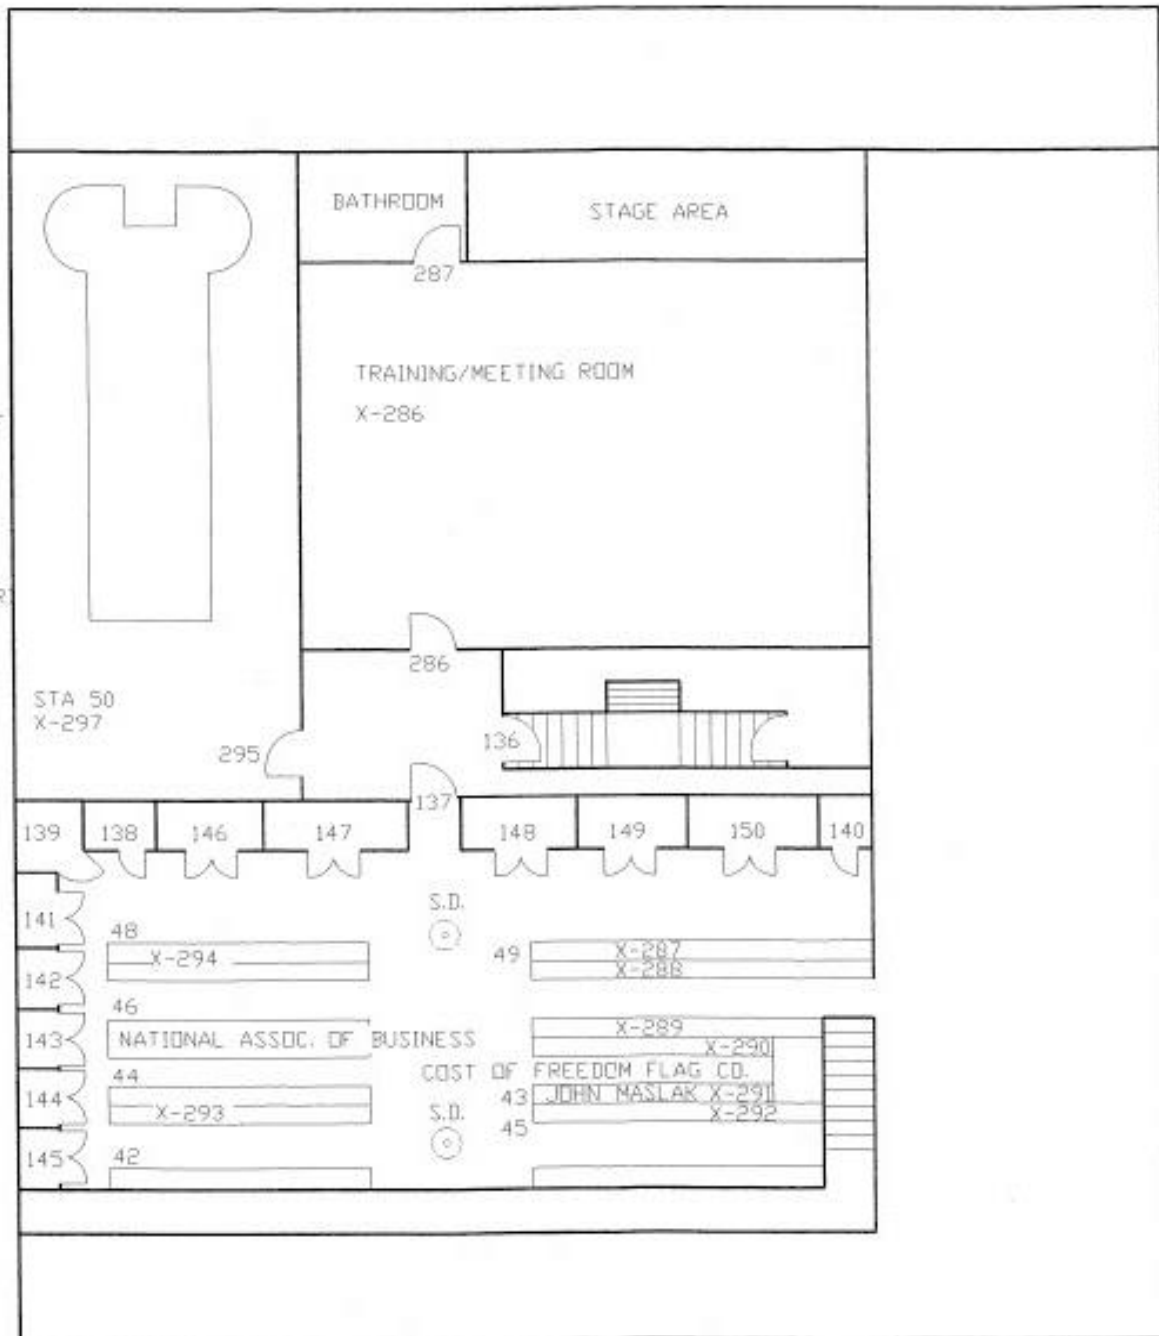 BATHROOM
STAGE AREA
287
TRAINING/MEETING ROOM
X-286
286
STA 50
X-297
295
136
137
139 138 146 147 148 149 150 140
S.D.
141
48
X-294
49
X-287
X-288
142
46
143
NATIONAL ASSOC. OF BUSINESS
X-289
X-290
COST OF FREEDOM FLAG CO.
44
144
X-293
43
JOHN MASLAK X-291
S.D.
X-292
45
145
42